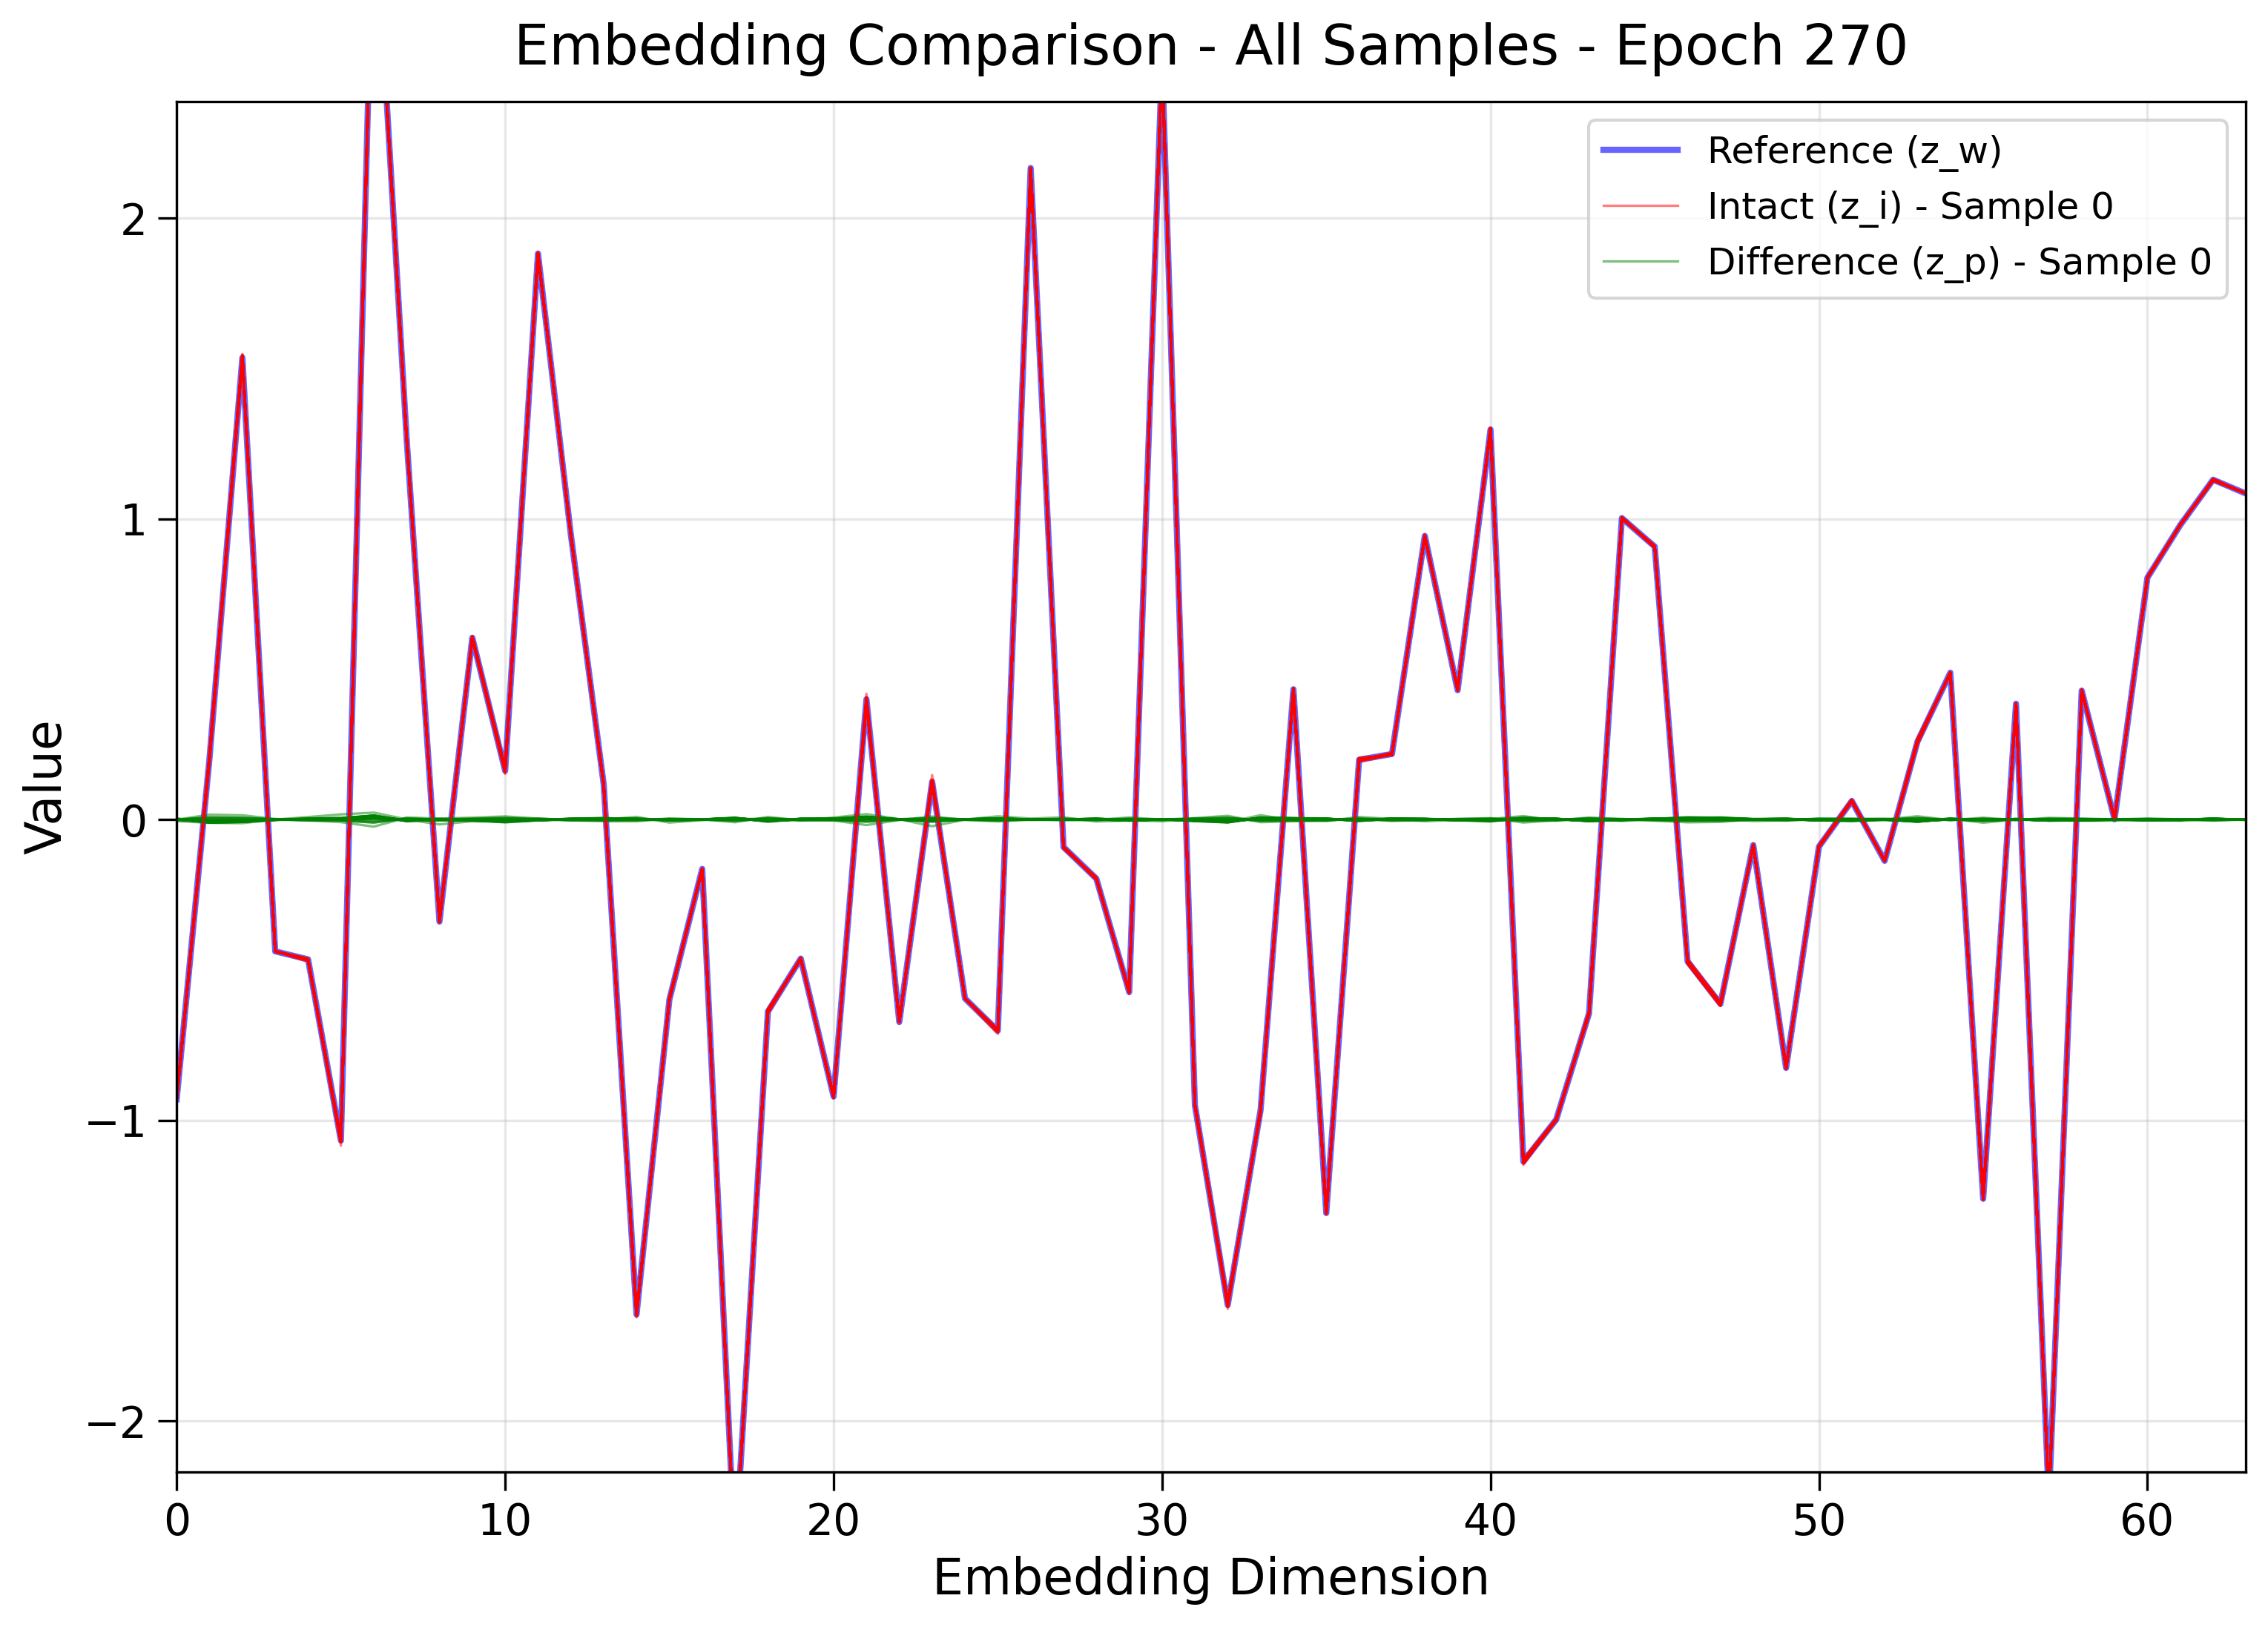 Embedding Comparison - All Samples - Epoch 270
Reference (z_w)
Intact (z_i) - Sample 0
Difference (z_p) - Sample 0
2
1
0
−1
−2
Value
0 10 20 30 40 50 60
Embedding Dimension